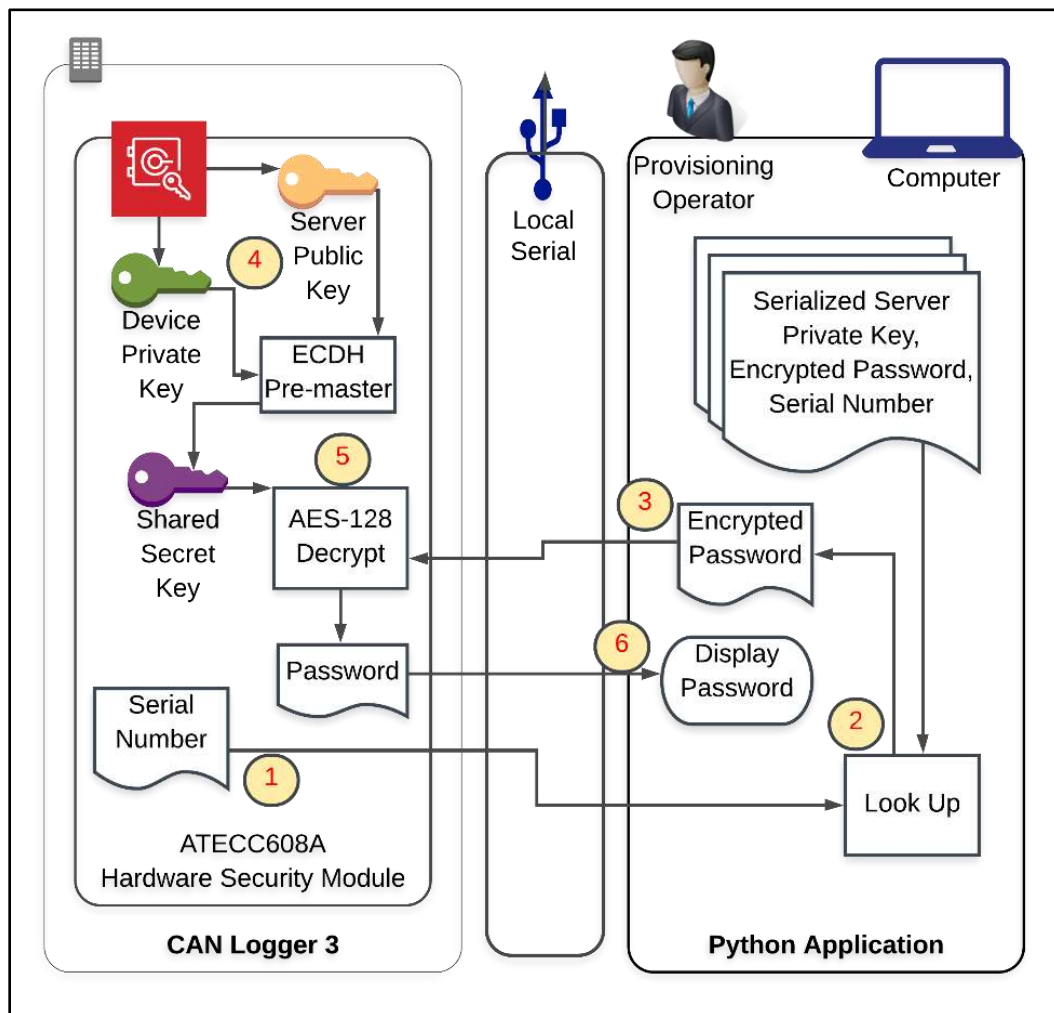 Server
Public
Key
4
Device
Private
Key
ECDH
Pre-master
5
Shared
Secret
Key
AES-128
Decrypt
Password
Serial
Number
1
ATECC608A
Hardware Security Module
CAN Logger 3
Local
Serial
Provisioning
Operator
Computer
Serialized Server
Private Key,
Encrypted Password,
Serial Number
3
Encrypted
Password
6
Display
Password
2
Look Up
Python Application